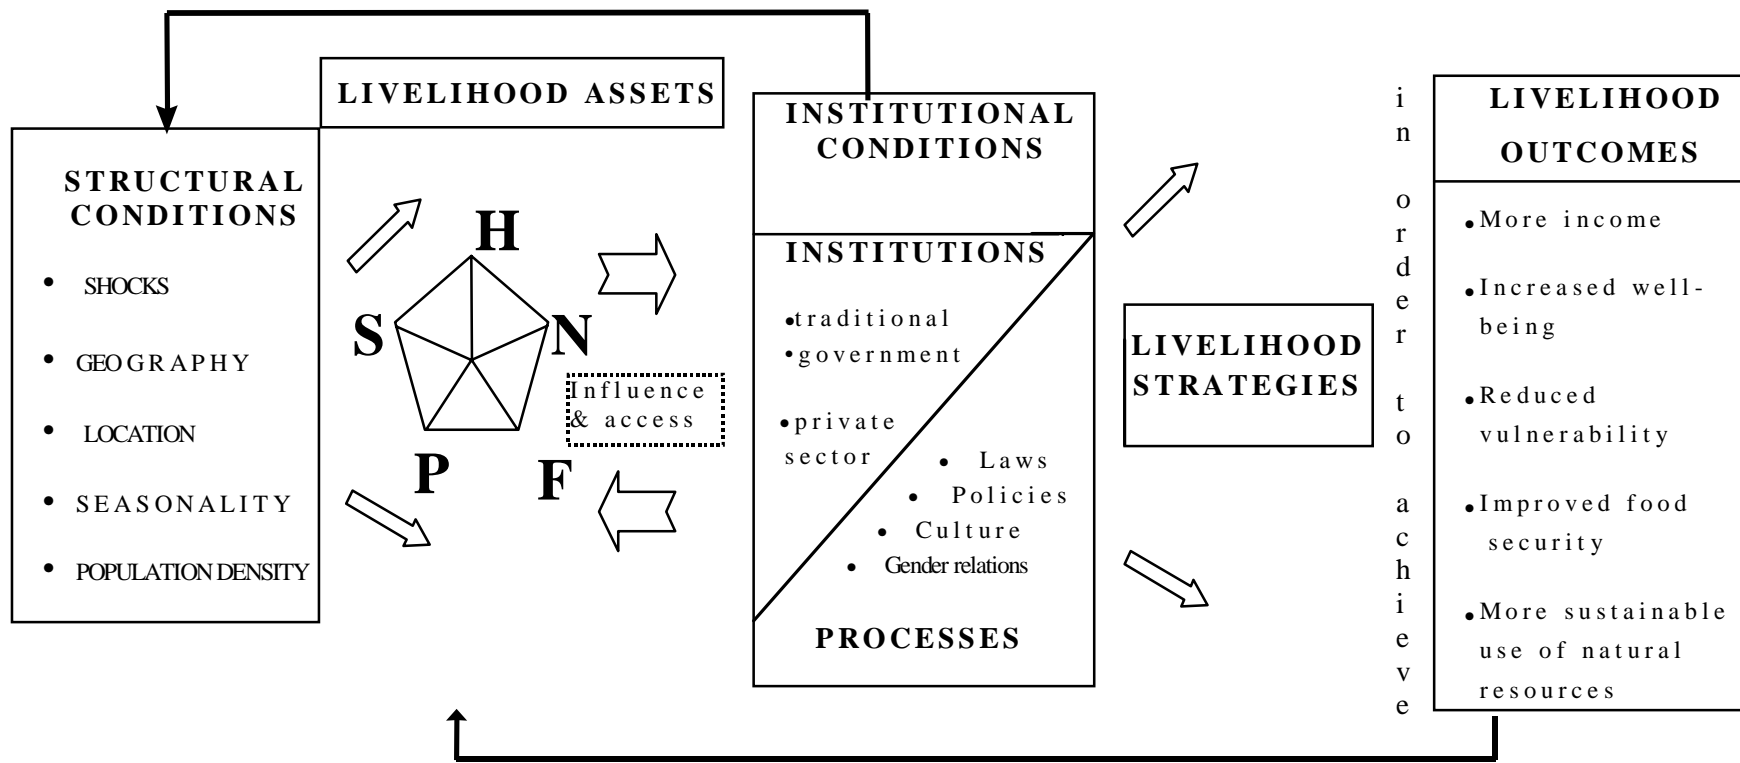 LIVELIHOOD ASSETS
STRUCTURAL
CONDITIONS
• SHOCKS
• GEOGRAPHY
• LOCATION
• SEASONALITY
• POPULATION DENSITY
H
S
N
P
F
Influence
& access
INSTITUTIONAL
CONDITIONS
INSTITUTIONS
•traditional
•government
•private
sector
• Laws
• Policies
• Culture
• Gender relations
PROCESSES
LIVELIHOOD
STRATEGIES
in order to achieve
LIVELIHOOD
OUTCOMES
•More income
•Increased well-
being
•Reduced
vulnerability
•Improved food
security
•More sustainable
use of natural
resources